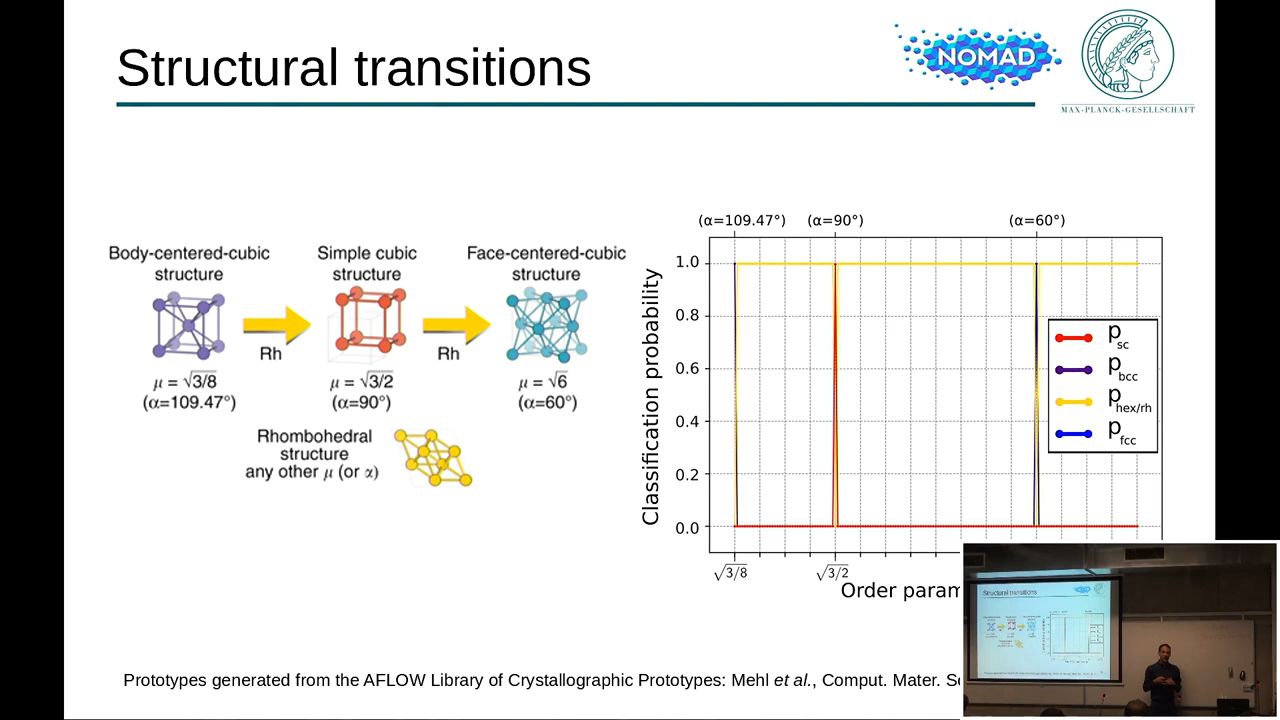 Structural transitions
NOMAD
MAX-PLANCK-GESELLSCHAFT
Body-centered-cubic
structure
Simple cubic
structure
Face-centered-cubic
structure
Rh
Rh
μ = √3/8
(α=109.47°)
μ = √3/2
(α=90°)
μ = √6
(α=60°)
Rhombohedral
structure
any other μ (or α)
(α=109.47°) (α=90°) (α=60°)
Classification probability
1.0
0.8
0.6
0.4
0.2
0.0
p sc
p bcc
p hex/rh
p fcc
√3/8 √3/2
Order param
Prototypes generated from the AFLOW Library of Crystallographic Prototypes: Mehl et al., Comput. Mater.
Structural transitions